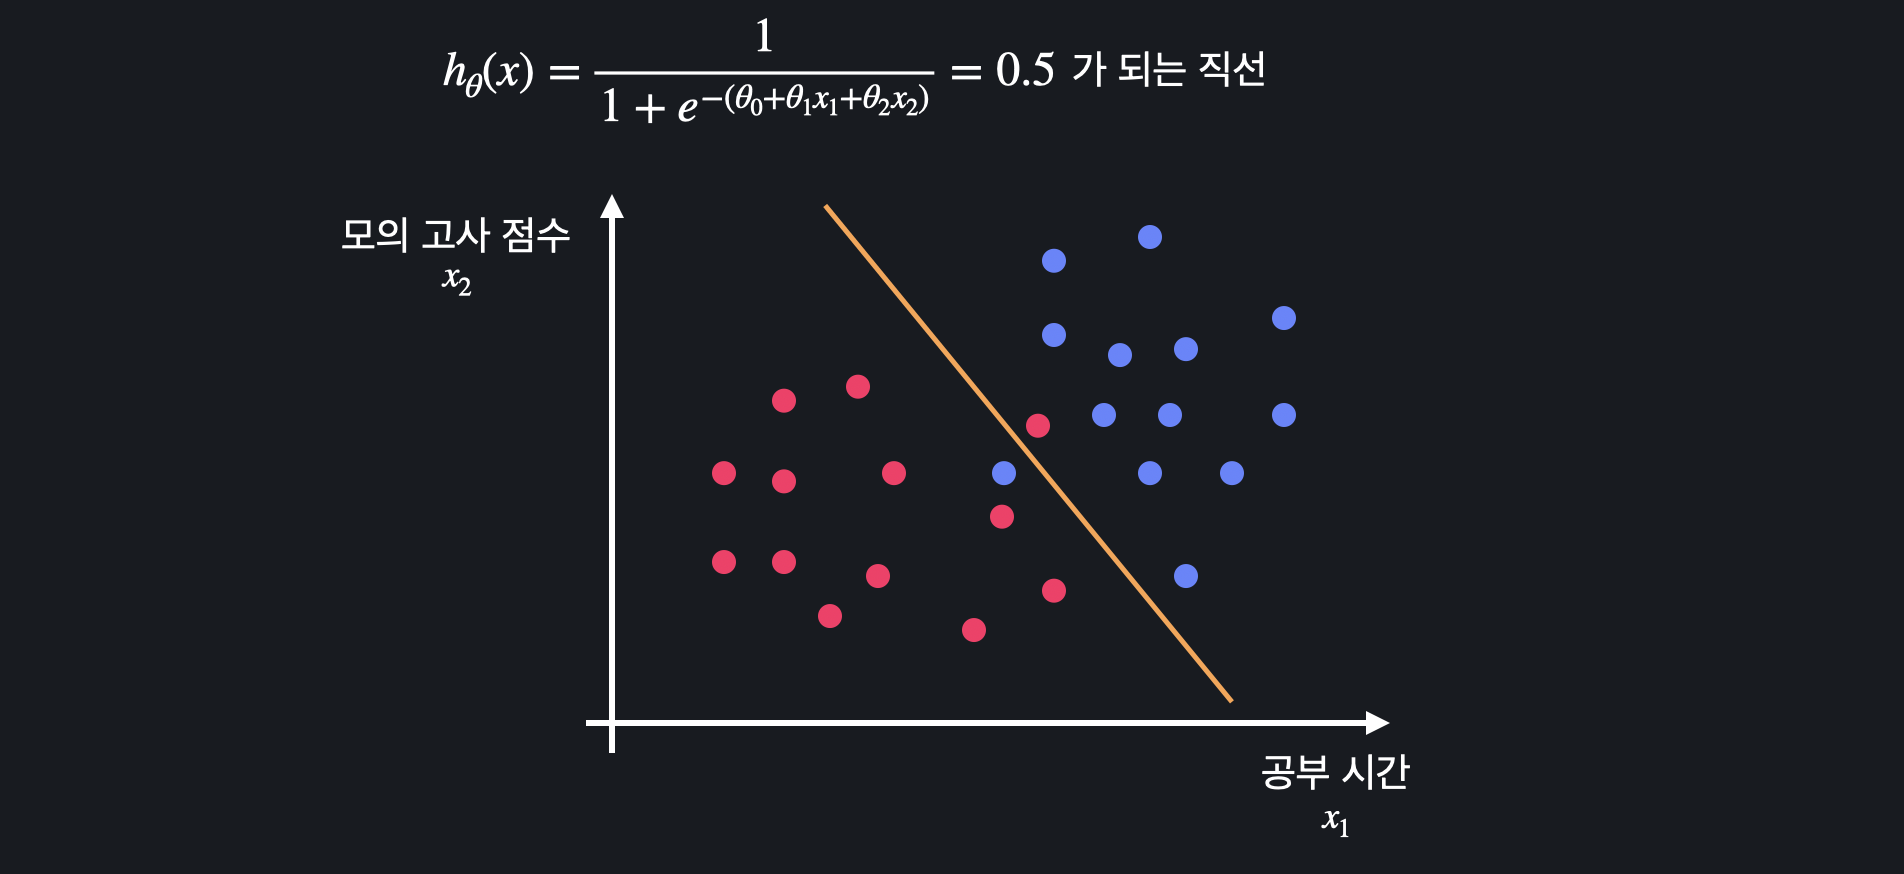 hθ(x) = 1 / (1 + e^−(θ0+θ1x1+θ2x2)) = 0.5 가 되는 직선
모의 고사 점수
x2
공부 시간
x1